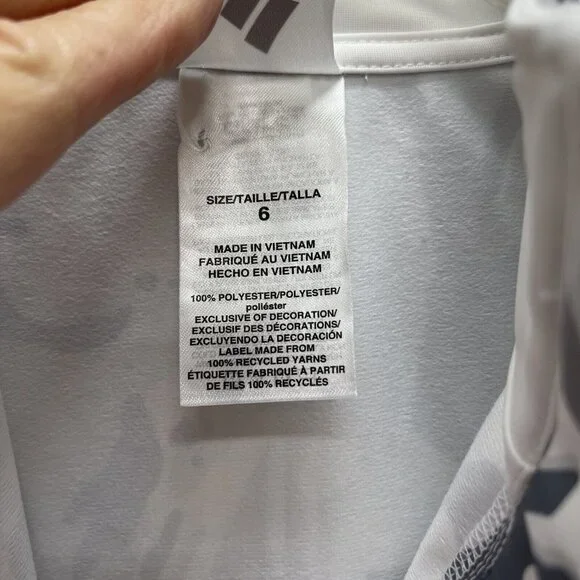 SIZE/TAILLE/TALLA
6
MADE IN VIETNAM
FABRIQUÉ AU VIETNAM
HECHO EN VIETNAM
100% POLYESTER/POLYESTER/
poliéster
EXCLUSIVE OF DECORATION/
EXCLUSIF DES DÉCORATIONS/
EXCLUYENDO LA DECORACIÓN
LABEL MADE FROM
100% RECYCLED YARNS
ÉTIQUETTE FABRIQUÉE À PARTIR
DE FILS 100% RECYCLÉS